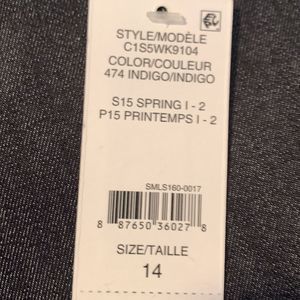 STYLE/MODÈLE
C1S5WK9104
COLOR/COULEUR
474 INDIGO/INDIGO
S15 SPRING I - 2
P15 PRINTEMPS I - 2
SMLS160-0017
8 87650 36027 8
SIZE/TAILLE
14